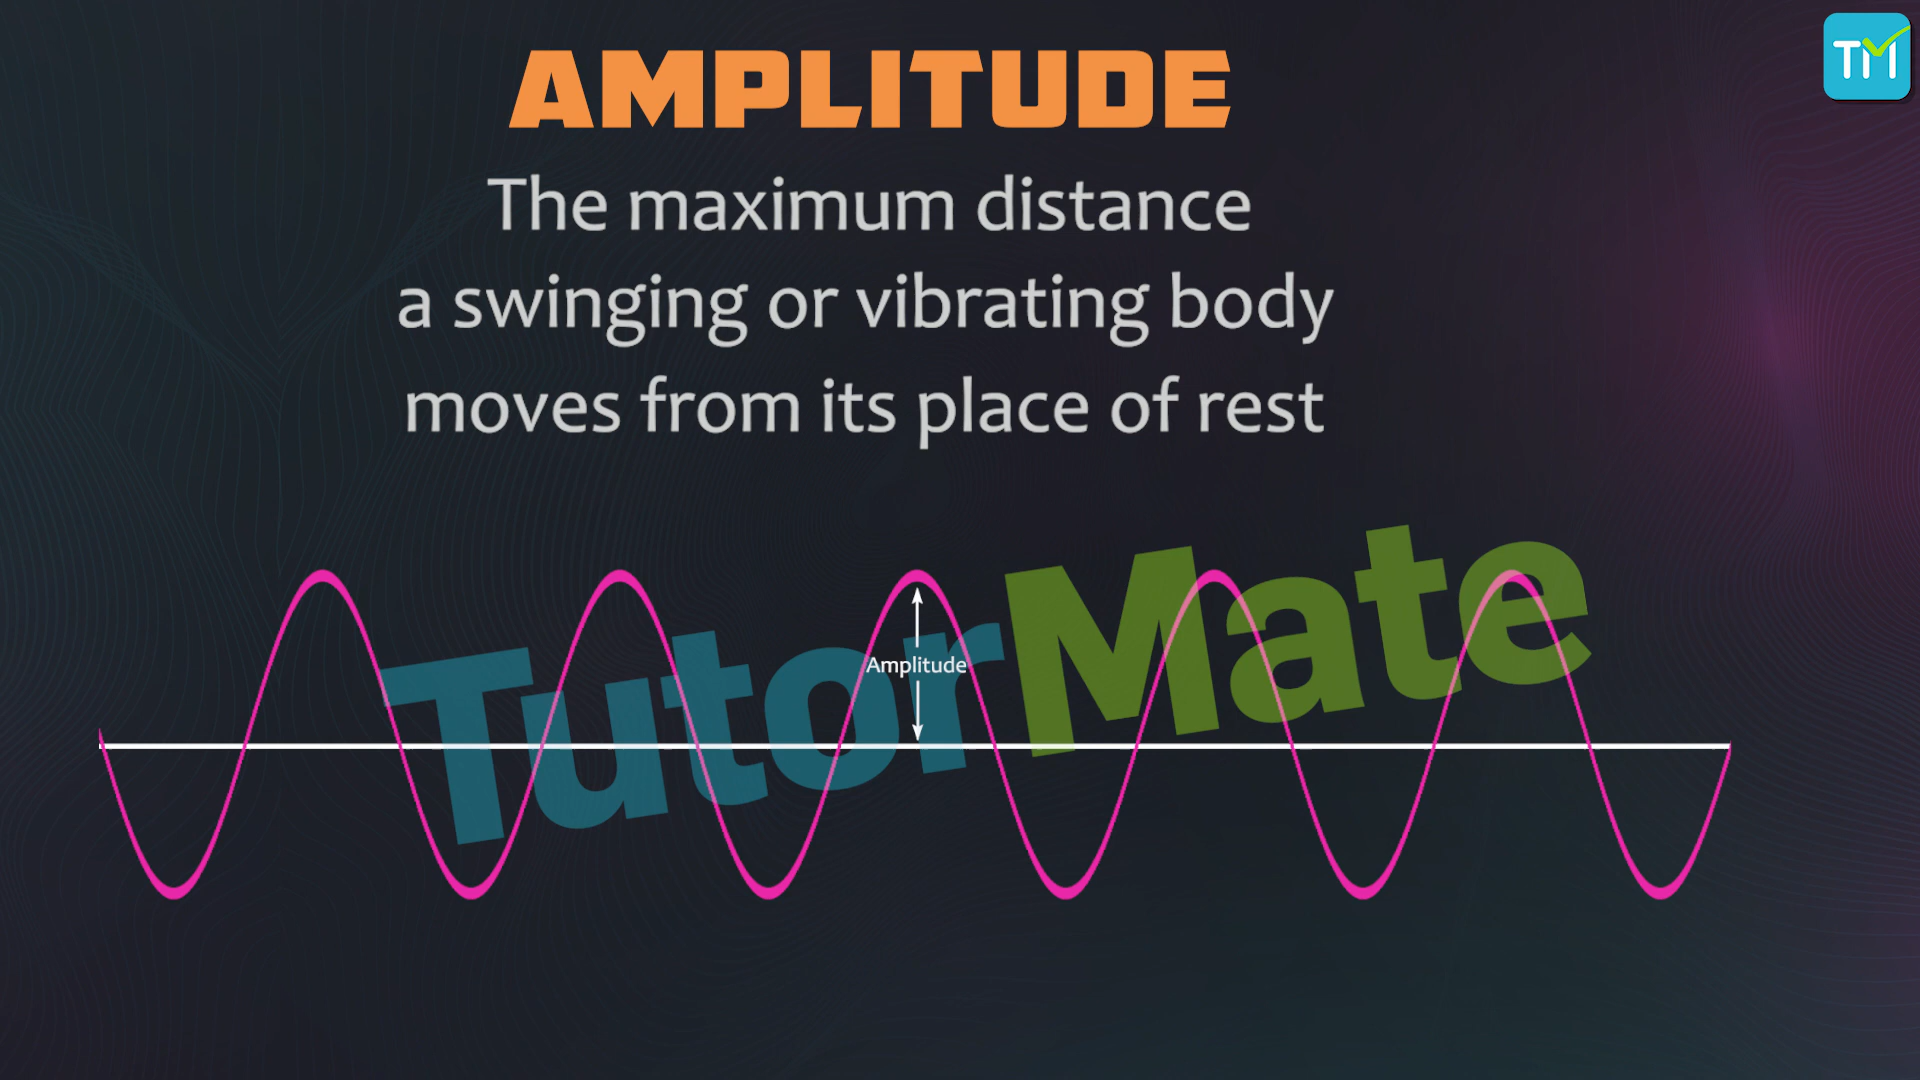 TM
AMPLITUDE
The maximum distance
a swinging or vibrating body
moves from its place of rest
TutorMate
Amplitude